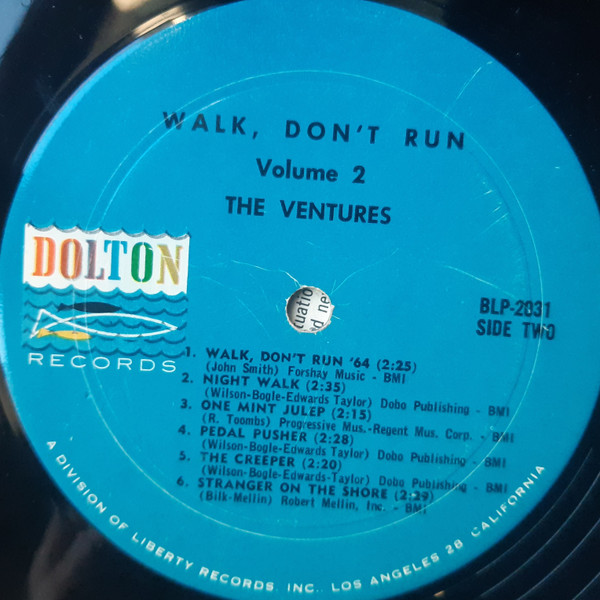 WALK, DON'T RUN
Volume 2
THE VENTURES
DOLTON
RECORDS
BLP-2031
SIDE TWO
1. WALK, DON'T RUN '64 (2:25)
(John Smith) Forshay Music - BMI
2. NIGHT WALK (2:35)
(Wilson-Bogle-Edwards Taylor) Dobo Publishing - BMI
3. ONE MINT JULEP (2:15)
(R. Toombs) Progressive Mus.-Regent Mus. Corp. - BMI
4. PEDAL PUSHER (2:28)
(Wilson-Bogle-Edwards Taylor) Dobo Publishing - BMI
5. THE CREEPER (2:20)
(Wilson-Bogle-Edwards-Taylor) Dobo Publishing - BMI
6. STRANGER ON THE SHORE (2:29)
(Bilk-Mellin) Robert Mellin, Inc. - BMI
A DIVISION OF LIBERTY RECORDS, INC., LOS ANGELES 28 CALIFORNIA